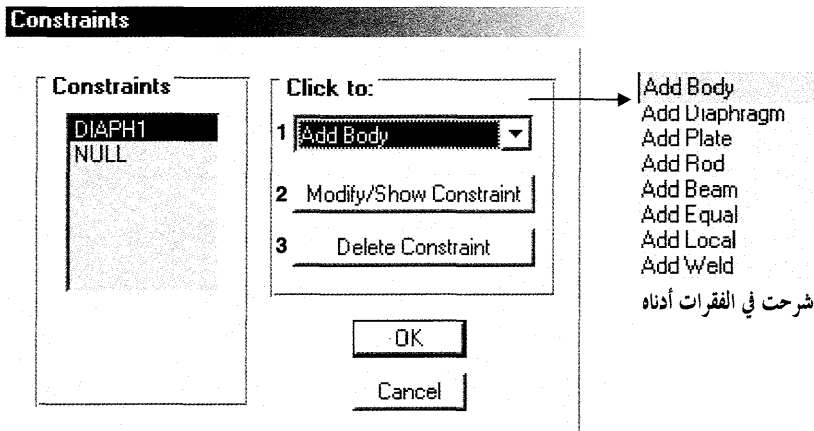 Constraints
Constraints
DIAPH1
NULL
Click to:
1 Add Body
2 Modify/Show Constraint
3 Delete Constraint
OK
Cancel
Add Body
Add Diaphragm
Add Plate
Add Rod
Add Beam
Add Equal
Add Local
Add Weld
شرحت في الفقرات أدناه